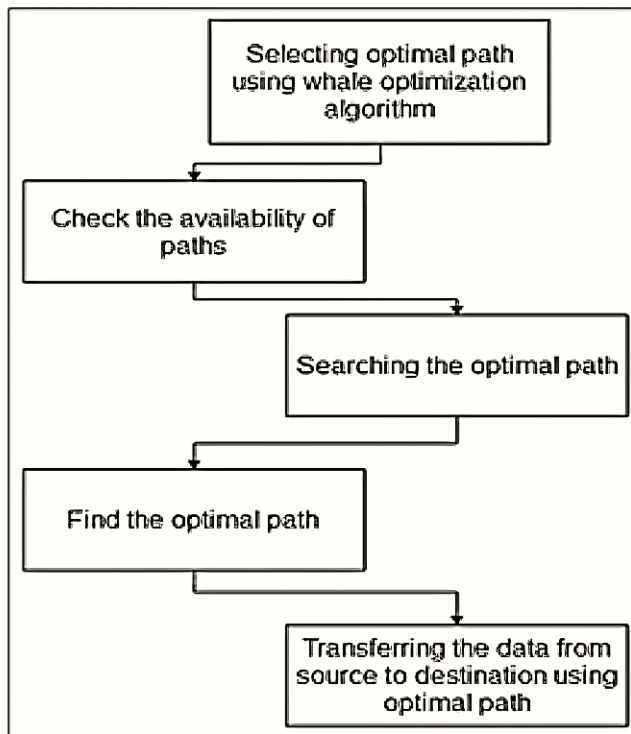 Selecting optimal path
using whale optimization
algorithm
Check the availability of
paths
Searching the optimal path
Find the optimal path
Transferring the data from
source to destination using
optimal path